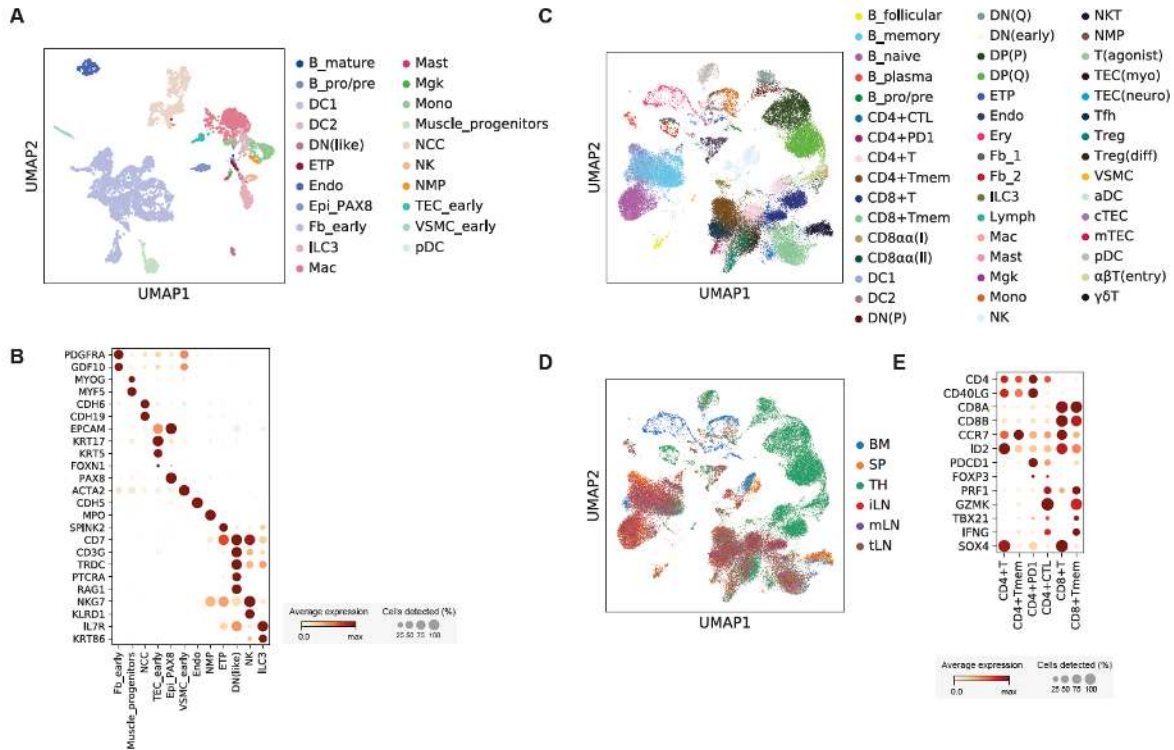 A
UMAP2
UMAP1
B_mature
B_pro/pre
DC1
DC2
DN(like)
ETP
Endo
Epi_PAX8
Fb_early
ILC3
Mac
Mast
Mgk
Mono
Muscle_progenitors
NCC
NK
NMP
TEC_early
VSMC_early
pDC
B
PDGFRA
GDF10
MYOG
MYF5
CDH6
CDH19
EPCAM
KRT17
KRT5
FOXN1
PAX8
ACTA2
CDH5
MPO
SPINK2
CD7
CD3G
TRDC
PTCRA
RAG1
NKG7
KLRD1
IL7R
KRT86
Fb_early
Muscle_progenitors
NCC
TEC_early
Epi_PAX8
VSMC_early
Endo
NMP
ETP
DN(like)
NK
ILC3
Average expression
0.0 max
Cells detected (%)
25 50 75 100
C
UMAP2
UMAP1
B_follicular
B_memory
B_naive
B_plasma
B_pro/pre
CD4+CTL
CD4+PD1
CD4+T
CD4+Tmem
CD8+T
CD8+Tmem
CD8αα(I)
CD8αα(II)
DC1
DC2
DN(P)
DN(Q)
DN(early)
DP(P)
DP(Q)
ETP
Endo
Ery
Fb_1
Fb_2
ILC3
Lymph
Mac
Mast
Mgk
Mono
NK
NKT
NMP
T(agonist)
TEC(myo)
TEC(neuro)
Tfh
Treg
Treg(diff)
VSMC
aDC
cTEC
mTEC
pDC
αβT(entry)
γδT
D
UMAP2
UMAP1
BM
SP
TH
iLN
mLN
tLN
E
CD4
CD40LG
CD8A
CD8B
CCR7
ID2
PDCD1
FOXP3
PRF1
GZMK
TBX21
IFNG
SOX4
CD4+T
CD4+Tmem
CD4+PD1
CD4+CTL
CD8+T
CD8+Tmem
Average expression
0.0 max
Cells detected (%)
25 50 75 100